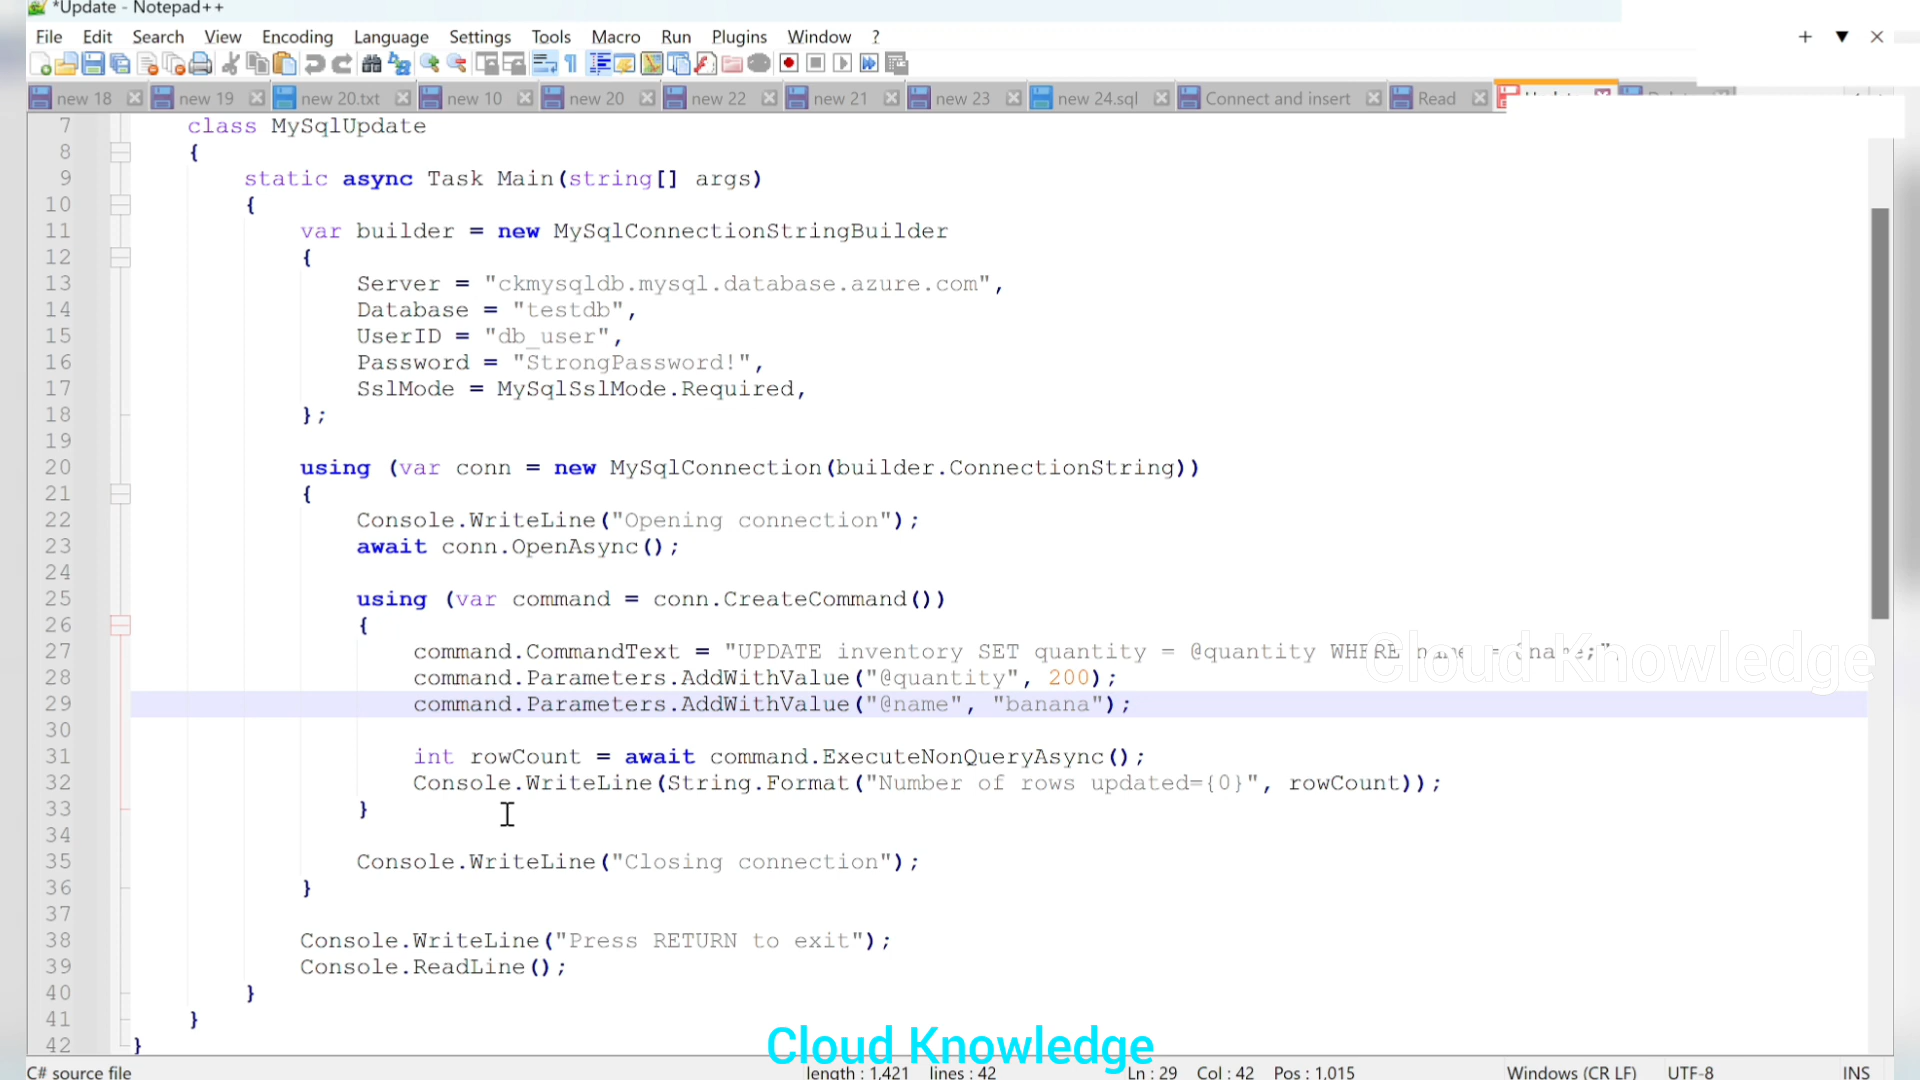 *Update - Notepad++
File Edit Search View Encoding Language Settings Tools Macro Run Plugins Window ? + ▼ ×
new 18 new 19 new 20.txt new 10 new 20 new 22 new 21 new 23 new 24.sql Connect and insert Read
7 class MySqlUpdate
8 {
9 static async Task Main(string[] args)
10 {
11 var builder = new MySqlConnectionStringBuilder
12 {
13 Server = "ckmysqldb.mysql.database.azure.com",
14 Database = "testdb",
15 UserID = "db_user",
16 Password = "StrongPassword!",
17 SslMode = MySqlSslMode.Required,
18 };
19
20 using (var conn = new MySqlConnection(builder.ConnectionString))
21 {
22 Console.WriteLine("Opening connection");
23 await conn.OpenAsync();
24
25 using (var command = conn.CreateCommand())
26 {
27 command.CommandText = "UPDATE inventory SET quantity = @quantity WHERE name = @name;"
Cloud Knowledge
28 command.Parameters.AddWithValue("@quantity", 200);
29 command.Parameters.AddWithValue("@name", "banana");
30
31 int rowCount = await command.ExecuteNonQueryAsync();
32 Console.WriteLine(String.Format("Number of rows updated={0}", rowCount));
33 }
34
35 Console.WriteLine("Closing connection");
36 }
37
38 Console.WriteLine("Press RETURN to exit");
39 Console.ReadLine();
40 }
41 }
42 }
Cloud Knowledge
C# source file length : 1,421 lines : 42 Ln : 29 Col : 42 Pos : 1,015 Windows (CR LF) UTF-8 INS